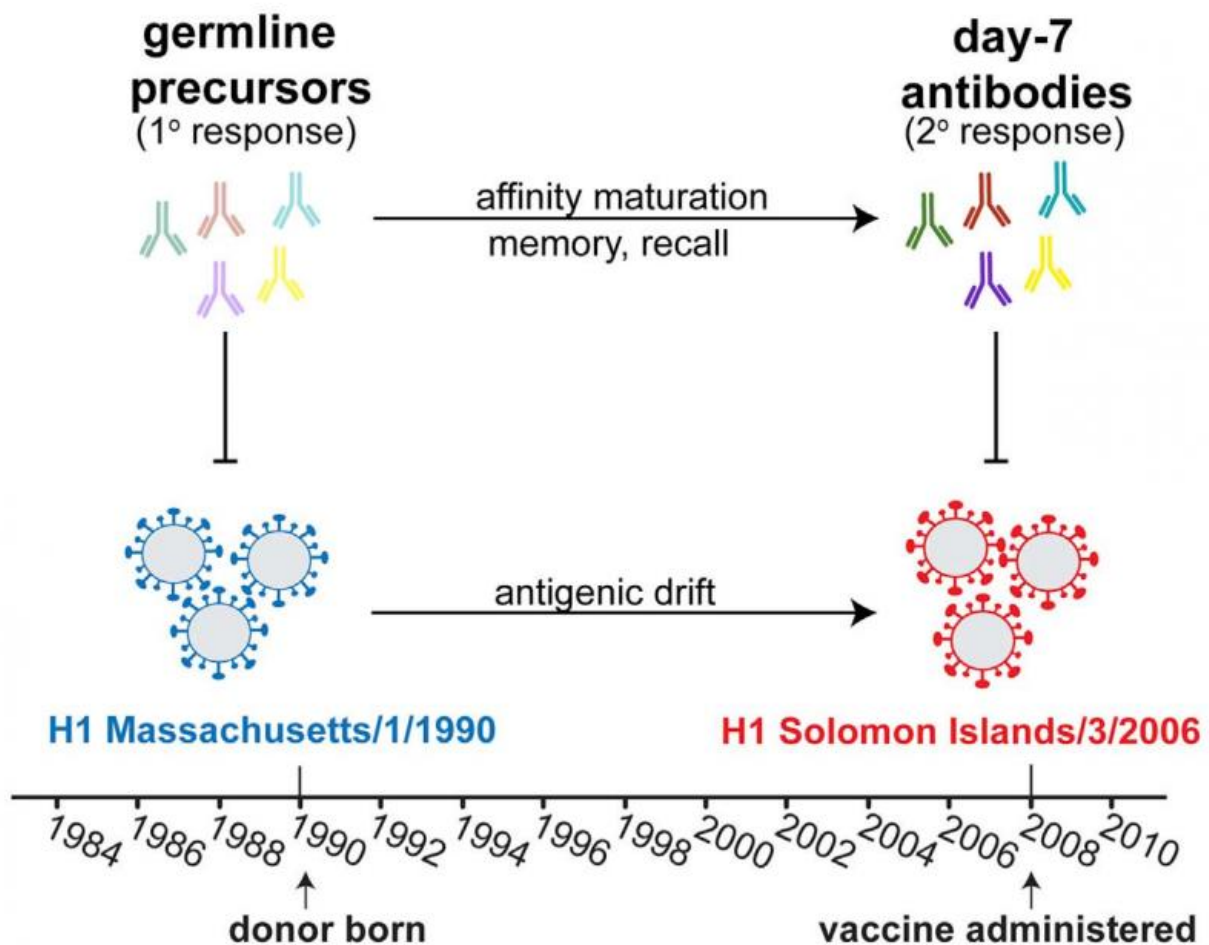 germline
precursors
(1° response)
day-7
antibodies
(2° response)
affinity maturation
memory, recall
antigenic drift
H1 Massachusetts/1/1990
H1 Solomon Islands/3/2006
1984 1986 1988 1990 1992 1994 1996 1998 2000 2002 2004 2006 2008 2010
donor born
vaccine administered